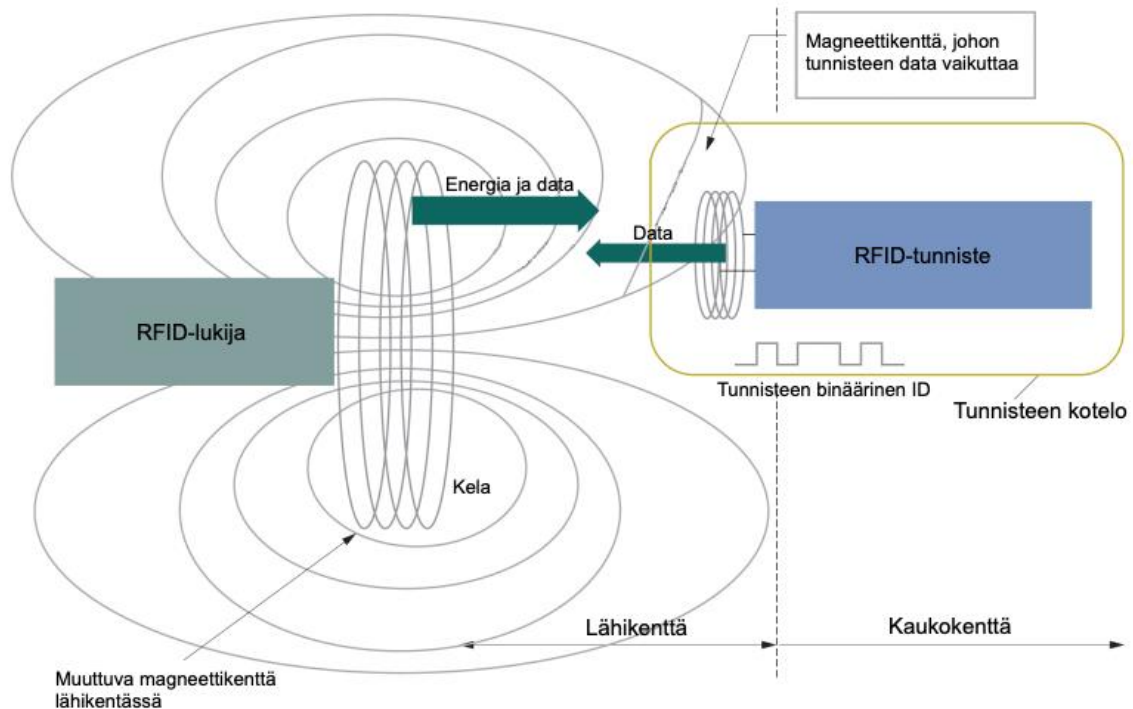 Magneettikenttä, johon
tunnisteen data vaikuttaa
Energia ja data
Data
RFID-tunniste
RFID-lukija
Tunnisteen binäärinen ID
Tunnisteen kotelo
Kela
Lähikenttä
Kaukokenttä
Muuttuva magneettikenttä
lähikentässä